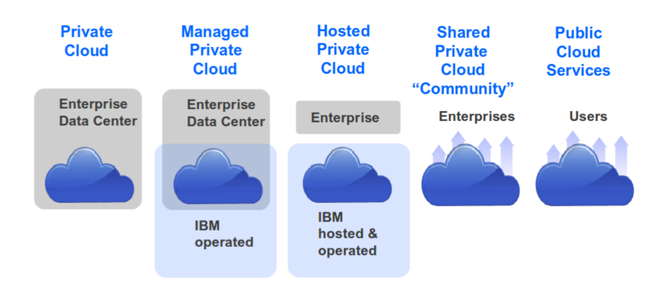 Private
Cloud
Managed
Private
Cloud
Hosted
Private
Cloud
Shared
Private
Cloud
“Community”
Public
Cloud
Services
Enterprise
Data Center
Enterprise
Data Center
Enterprise
Enterprises
Users
IBM
operated
IBM
hosted &
operated